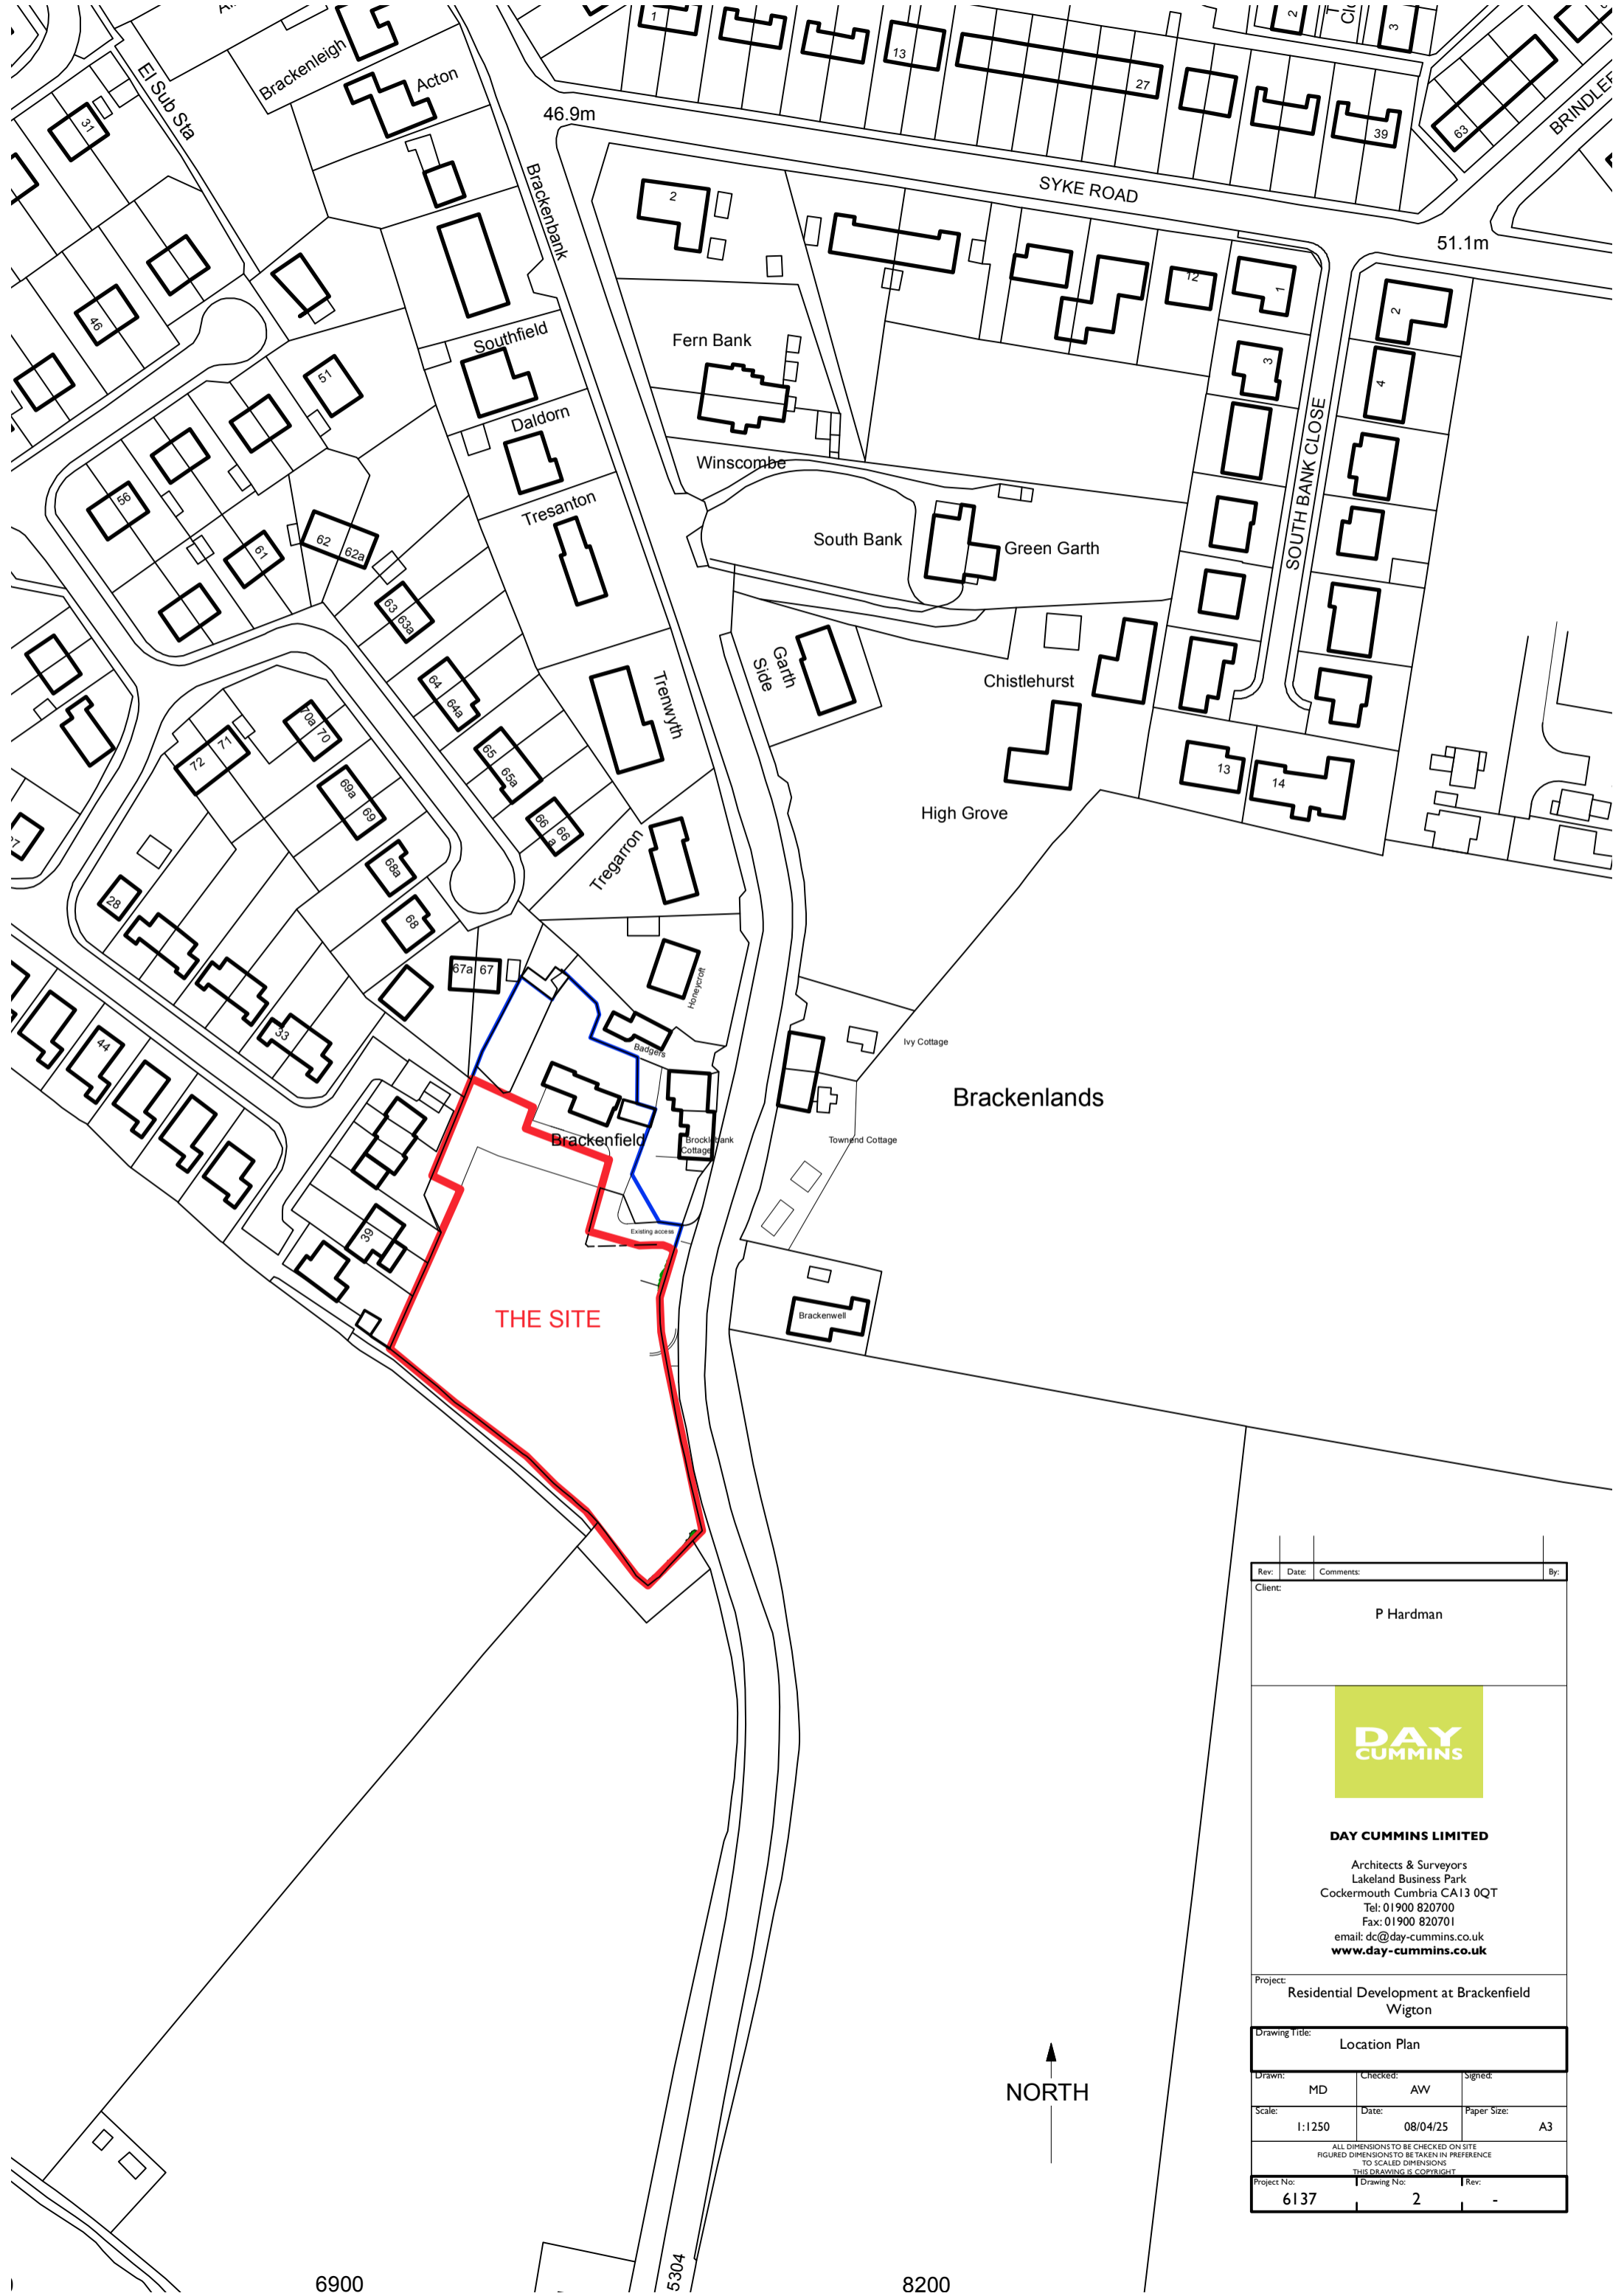 Brackenleigh
Acton
El Sub Sta
31
46.9m
Brackenbank
1
13
27
2
3
39
63
SYKE ROAD
51.1m
2
12
1
2
3
4
46
51
56
61
62
62a
Southfield
Daldorn
Tresanton
Fern Bank
Winscombe
South Bank
Green Garth
SOUTH BANK CLOSE
63
63a
64
64a
65
65a
66
66
a
Trenwyth
Garth
Side
Chistlehurst
High Grove
13
14
70a
70
71
72
69a
69
68a
68
67a
67
28
33
44
39
Tregarron
Honeycroft
Badgers
Ivy Cottage
Brackenlands
Brackenfield
Brocklebank
Cottage
Townend Cottage
Existing access
THE SITE
Brackenwell
NORTH
6900
5304
8200
Rev:
Date:
Comments:
By:
Client:
P Hardman
DAY
CUMMINS
DAY CUMMINS LIMITED
Architects & Surveyors
Lakeland Business Park
Cockermouth Cumbria CA13 0QT
Tel: 01900 820700
Fax: 01900 820701
email: dc@day-cummins.co.uk
www.day-cummins.co.uk
Project:
Residential Development at Brackenfield
Wigton
Drawing Title:
Location Plan
Drawn:
MD
Checked:
AW
Signed:
Scale:
1:1250
Date:
08/04/25
Paper Size:
A3
ALL DIMENSIONS TO BE CHECKED ON SITE
FIGURED DIMENSIONS TO BE TAKEN IN PREFERENCE
TO SCALED DIMENSIONS
THIS DRAWING IS COPYRIGHT
Project No:
6137
Drawing No:
2
Rev:
-